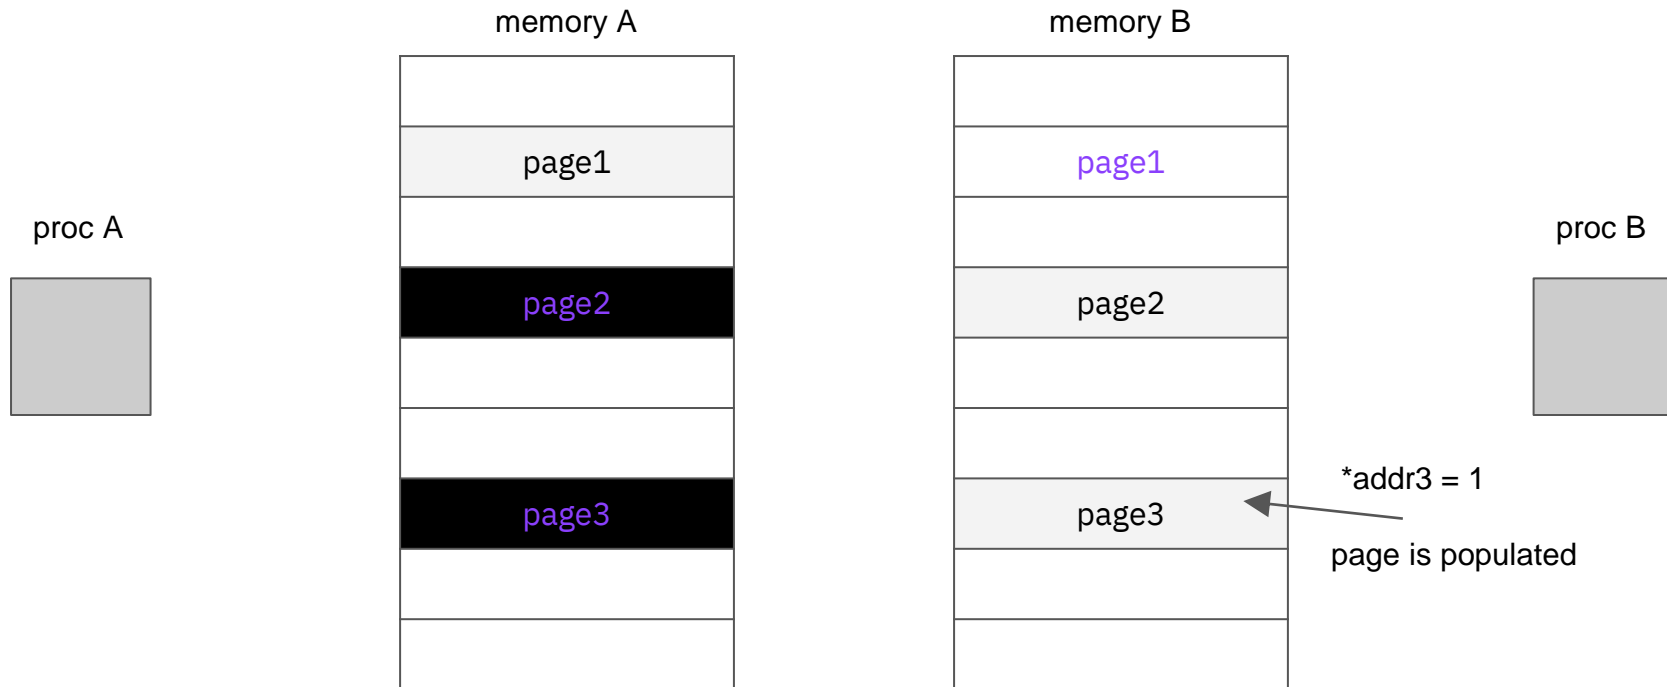 memory A
memory B
page1
page1
proc A
proc B
page2
page2
*addr3 = 1
page3
page3
page is populated